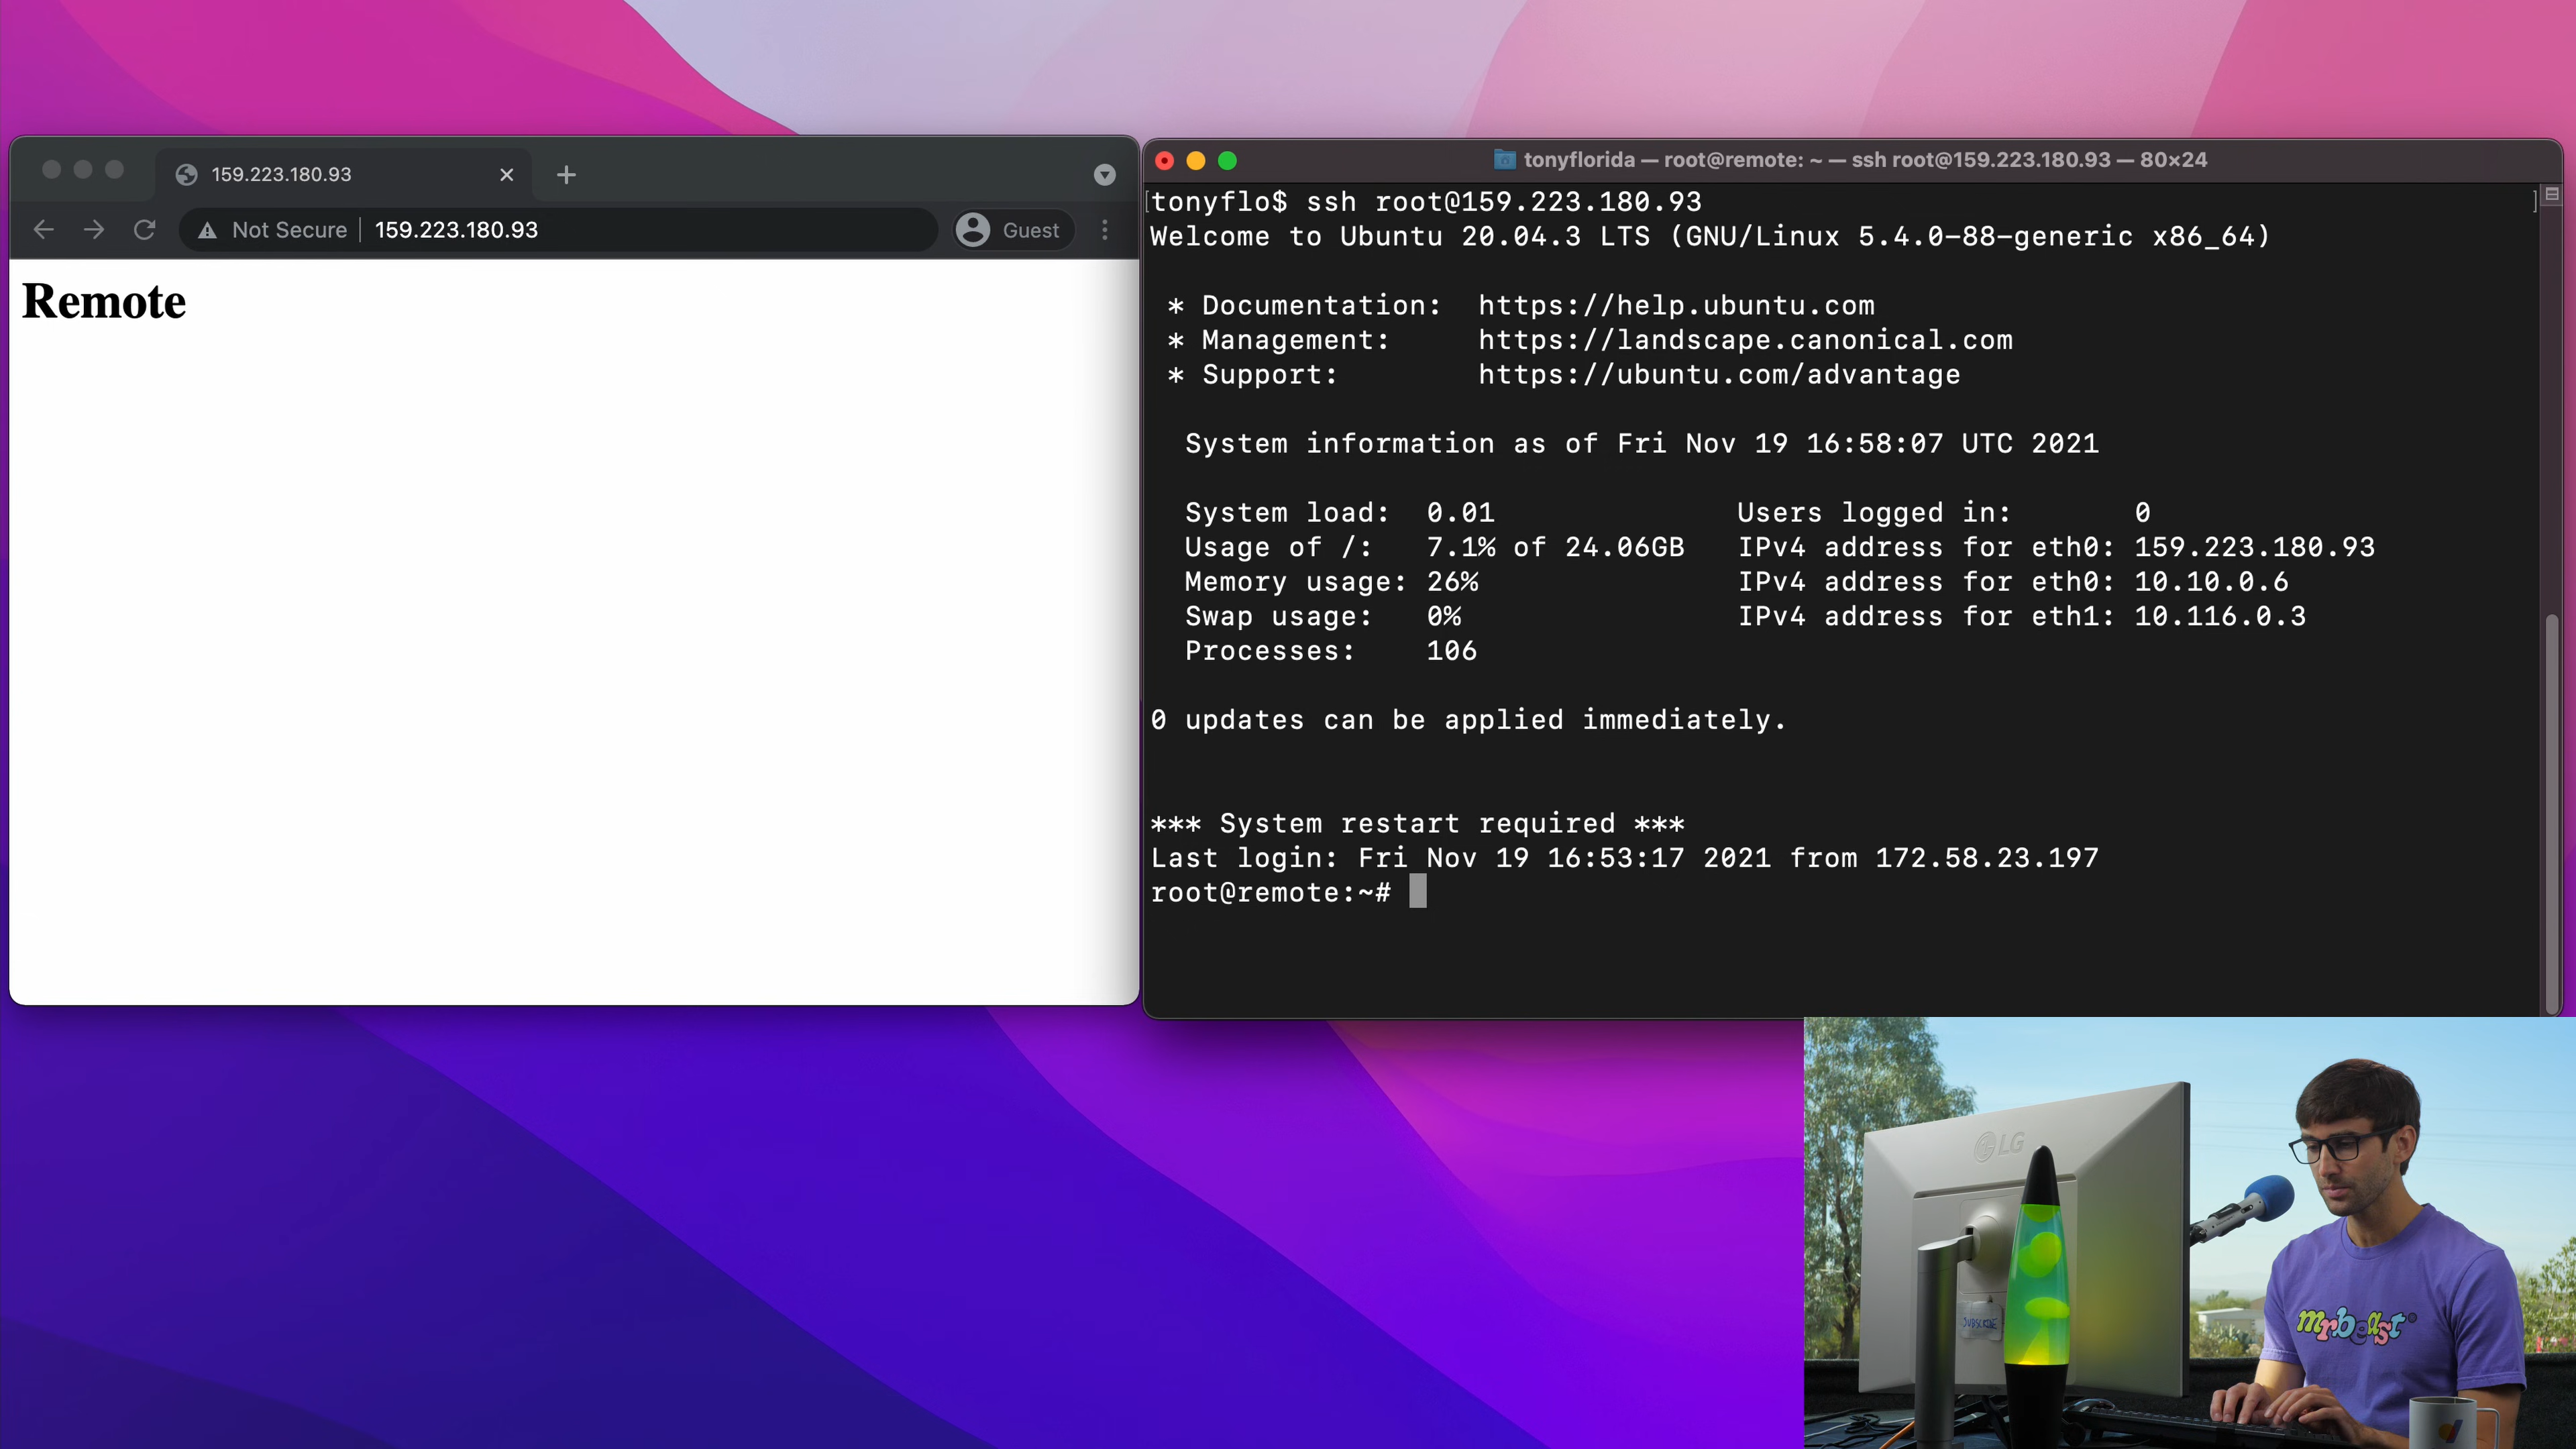 159.223.180.93
Not Secure
159.223.180.93
Guest
Remote
tonyflorida — root@remote: ~ — ssh root@159.223.180.93 — 80×24
[tonyflo$ ssh root@159.223.180.93 ]
Welcome to Ubuntu 20.04.3 LTS (GNU/Linux 5.4.0-88-generic x86_64)
* Documentation: https://help.ubuntu.com
* Management: https://landscape.canonical.com
* Support: https://ubuntu.com/advantage
System information as of Fri Nov 19 16:58:07 UTC 2021
System load: 0.01 Users logged in: 0
Usage of /: 7.1% of 24.06GB IPv4 address for eth0: 159.223.180.93
Memory usage: 26% IPv4 address for eth0: 10.10.0.6
Swap usage: 0% IPv4 address for eth1: 10.116.0.3
Processes: 106
0 updates can be applied immediately.
*** System restart required ***
Last login: Fri Nov 19 16:53:17 2021 from 172.58.23.197
root@remote:~#
LG
SUBSCRIBE
mrbeast